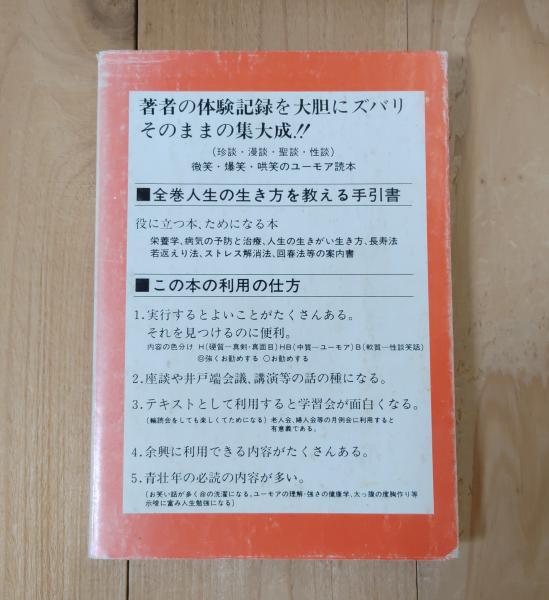 著者の体験記録を大胆にズバリ
そのままの集大成!!
(珍談・漫談・聖談・性談)
微笑・爆笑・哄笑のユーモア読本
■全巻人生の生き方を教える手引書
役に立つ本、ためになる本
栄養学、病気の予防と治療、人生の生きがい生き方、長寿法
若返えり法、ストレス解消法、回春法等の案内書
■この本の利用の仕方
1.実行するとよいことがたくさんある。
それを見つけるのに便利。
内容の色分け H(硬質―真剣・真面目)HB(中質―ユーモア)B(軟質―性談笑話)
◎強くお勧めする ○お勧めする
2.座談や井戸端会議、講演等の話の種になる。
3.テキストとして利用すると学習会が面白くなる。
(輪読会をしても楽しくてためになる) 老人会、婦人会等の月例会に利用すると
有意義である。
4.余興に利用できる内容がたくさんある。
5.青壮年の必読の内容が多い。
(お笑い話が多く命の洗濯になる、ユーモアの理解・強さの健康学、太っ腹の度胸作り等
示唆に富み人生勉強になる)